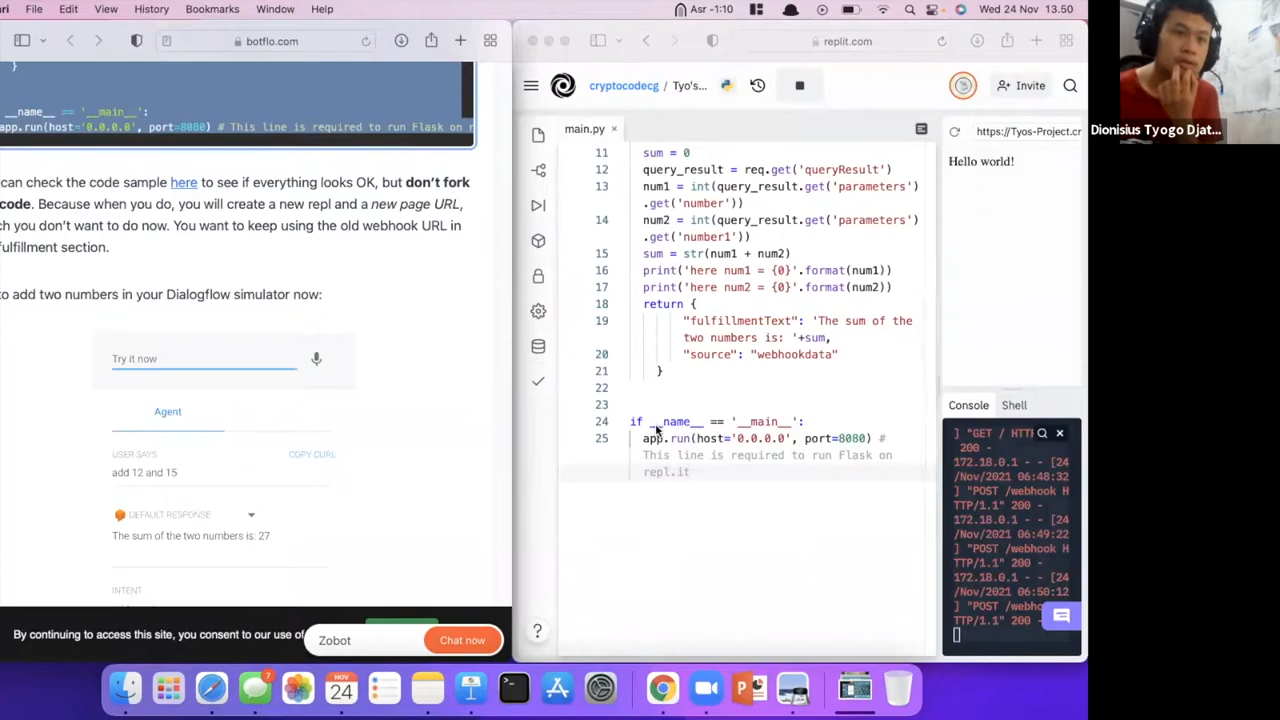 ari File Edit View History Bookmarks Window Help Asr -1:10 Wed 24 Nov 13.50
botflo.com
}
__name__ == '__main__':
app.run(host='0.0.0.0', port=8080) # This line is required to run Flask on r
can check the code sample here to see if everything looks OK, but don't fork
code. Because when you do, you will create a new repl and a new page URL,
ch you don't want to do now. You want to keep using the old webhook URL in
fulfillment section.
to add two numbers in your Dialogflow simulator now:
Try it now
Agent
USER SAYS COPY CURL
add 12 and 15
DEFAULT RESPONSE
The sum of the two numbers is: 27
INTENT
By continuing to access this site, you consent to our use of
Zobot Chat now
replit.com
cryptocodecg / Tyo's... Invite
main.py
11 sum = 0
12 query_result = req.get('queryResult')
13 num1 = int(query_result.get('parameters')
.get('number'))
14 num2 = int(query_result.get('parameters')
.get('number1'))
15 sum = str(num1 + num2)
16 print('here num1 = {0}'.format(num1))
17 print('here num2 = {0}'.format(num2))
18 return {
19 "fulfillmentText": 'The sum of the
two numbers is: '+sum,
20 "source": "webhookdata"
21 }
22
23
24 if __name__ == '__main__':
25 app.run(host='0.0.0.0', port=8080) #
This line is required to run Flask on
repl.it
https://Tyos-Project.cr
Hello world!
Console Shell
] "GET / HTTP
200 -
172.18.0.1 - - [24
/Nov/2021 06:48:32
] "POST /webhook H
TTP/1.1" 200 -
172.18.0.1 - - [24
/Nov/2021 06:49:22
] "POST /webhook H
TTP/1.1" 200 -
172.18.0.1 - - [24
/Nov/2021 06:50:12
] "POST /webho
TTP/1.1" 200 -
?
7
NOV
24
Dionisius Tyogo Djat...